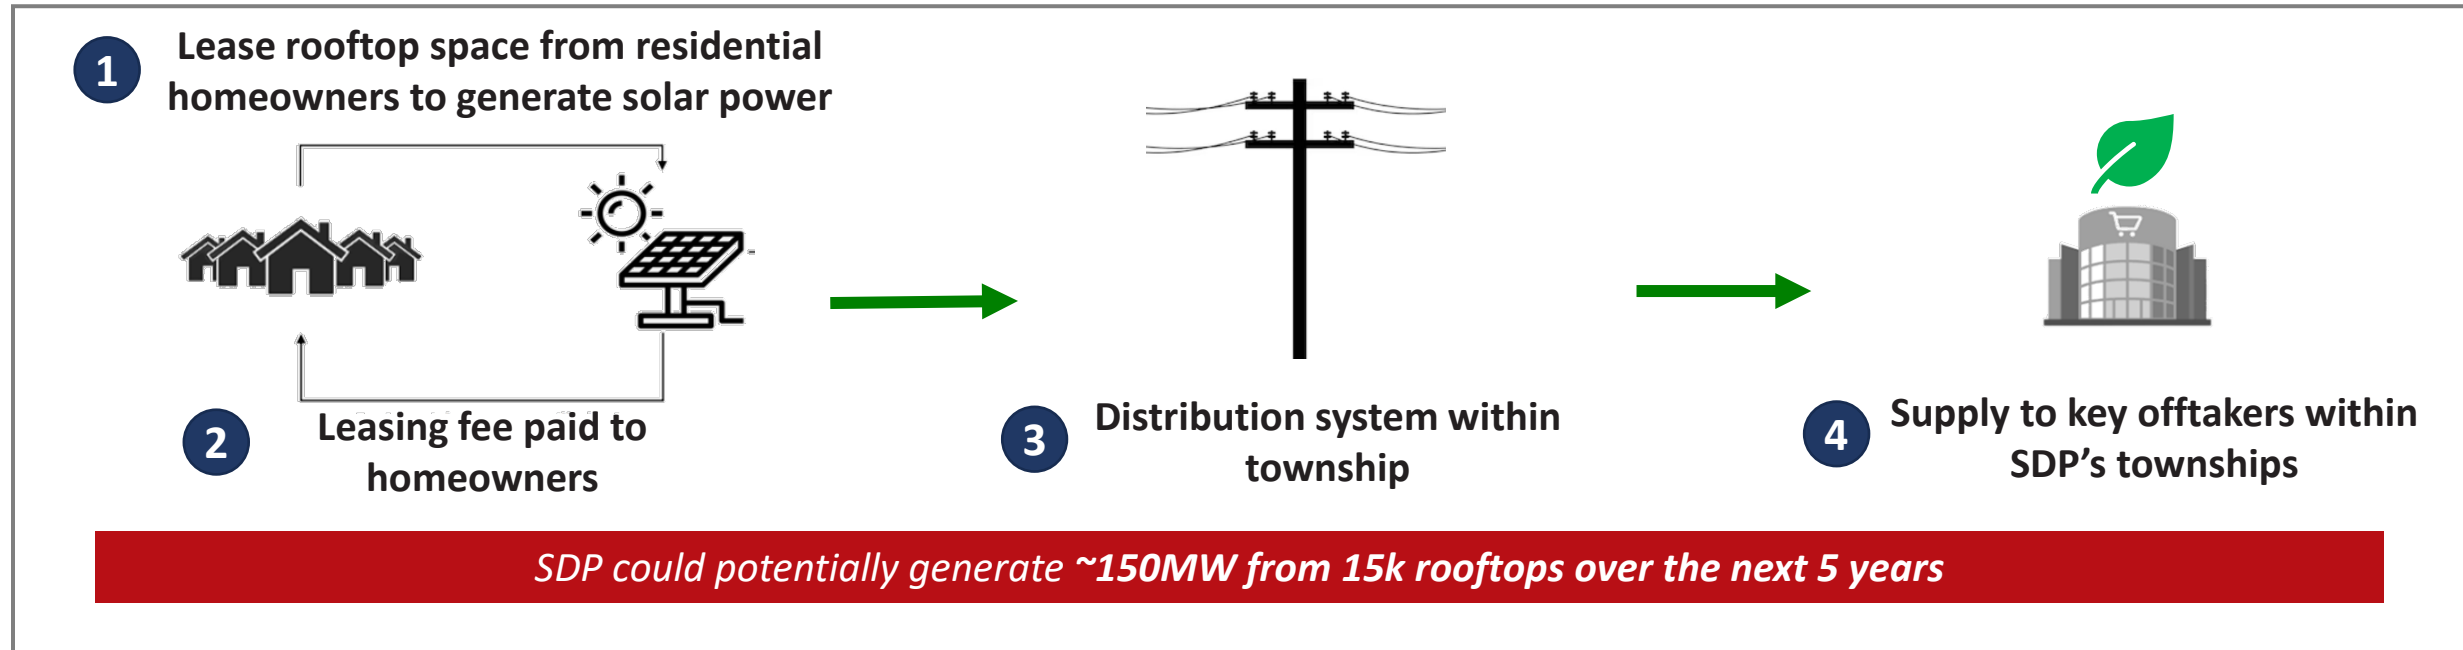 1
Lease rooftop space from residential
homeowners to generate solar power
2
Leasing fee paid to
homeowners
3
Distribution system within
township
4
Supply to key offtakers within
SDP’s townships
SDP could potentially generate ~150MW from 15k rooftops over the next 5 years